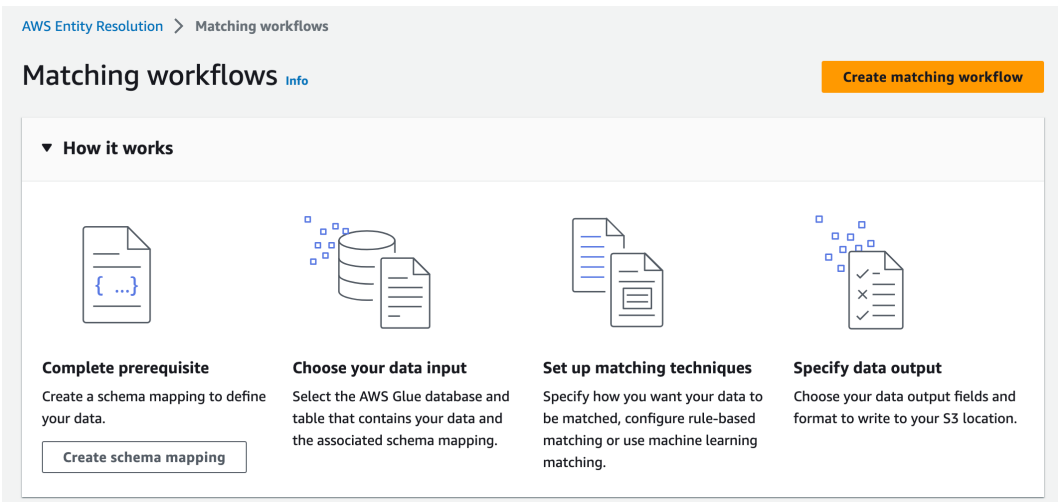 AWS Entity Resolution > Matching workflows
Matching workflows Info
Create matching workflow
▼ How it works
{ ...}
Complete prerequisite
Create a schema mapping to define
your data.
Create schema mapping
Choose your data input
Select the AWS Glue database and
table that contains your data and
the associated schema mapping.
Set up matching techniques
Specify how you want your data to
be matched, configure rule-based
matching or use machine learning
matching.
Specify data output
Choose your data output fields and
format to write to your S3 location.